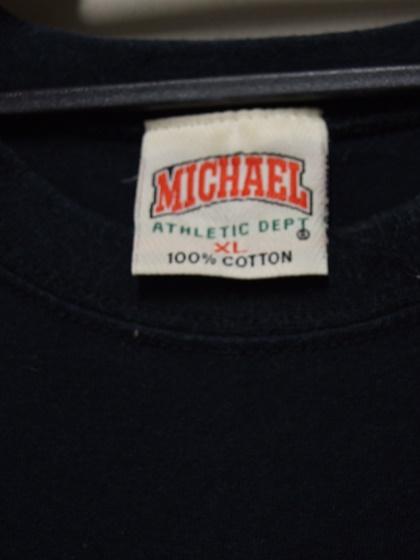 MICHAEL
ATHLETIC DEPT
XL
100% COTTON